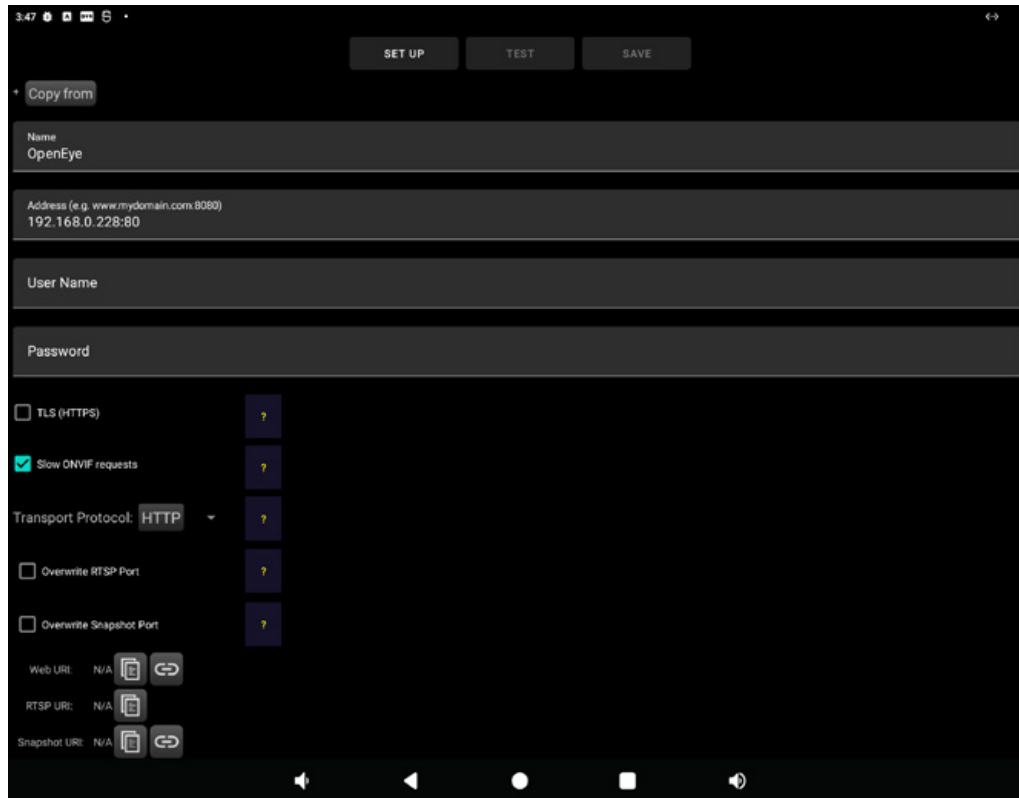 3:47
SET UP TEST SAVE
+ Copy from
Name
OpenEye
Address (e.g. www.mydomain.com:8080)
192.168.0.228:80
User Name
Password
TLS (HTTPS) ?
Slow ONVIF requests ?
Transport Protocol: HTTP ?
Overwrite RTSP Port ?
Overwrite Snapshot Port ?
Web URI: N/A
RTSP URI: N/A
Snapshot URI: N/A